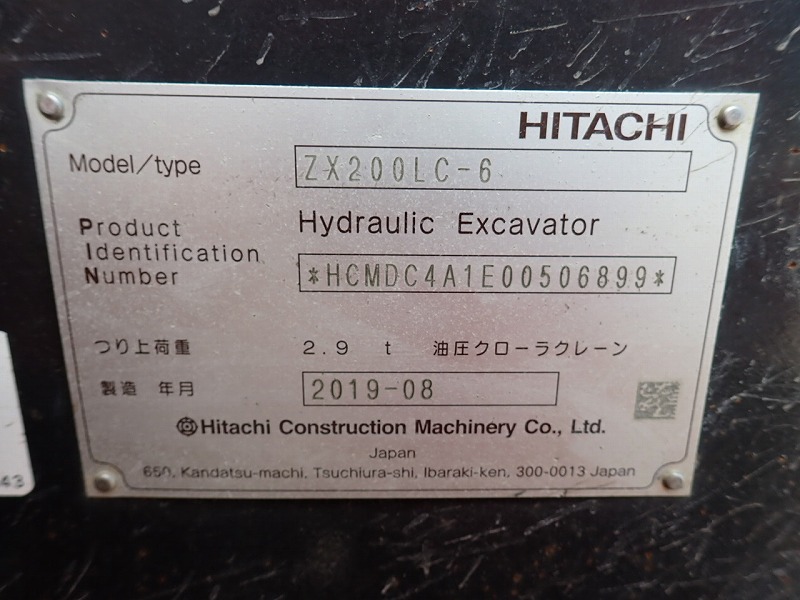 HITACHI
Model/type ZX200LC-6
Product Identification Number Hydraulic Excavator
*HCMDC4A1E00506899*
つり上荷重 2.9 t 油圧クローラクレーン
製造 年月 2019-08
Hitachi Construction Machinery Co., Ltd.
Japan
650, Kandatsu-machi, Tsuchiura-shi, Ibaraki-ken, 300-0013 Japan
43